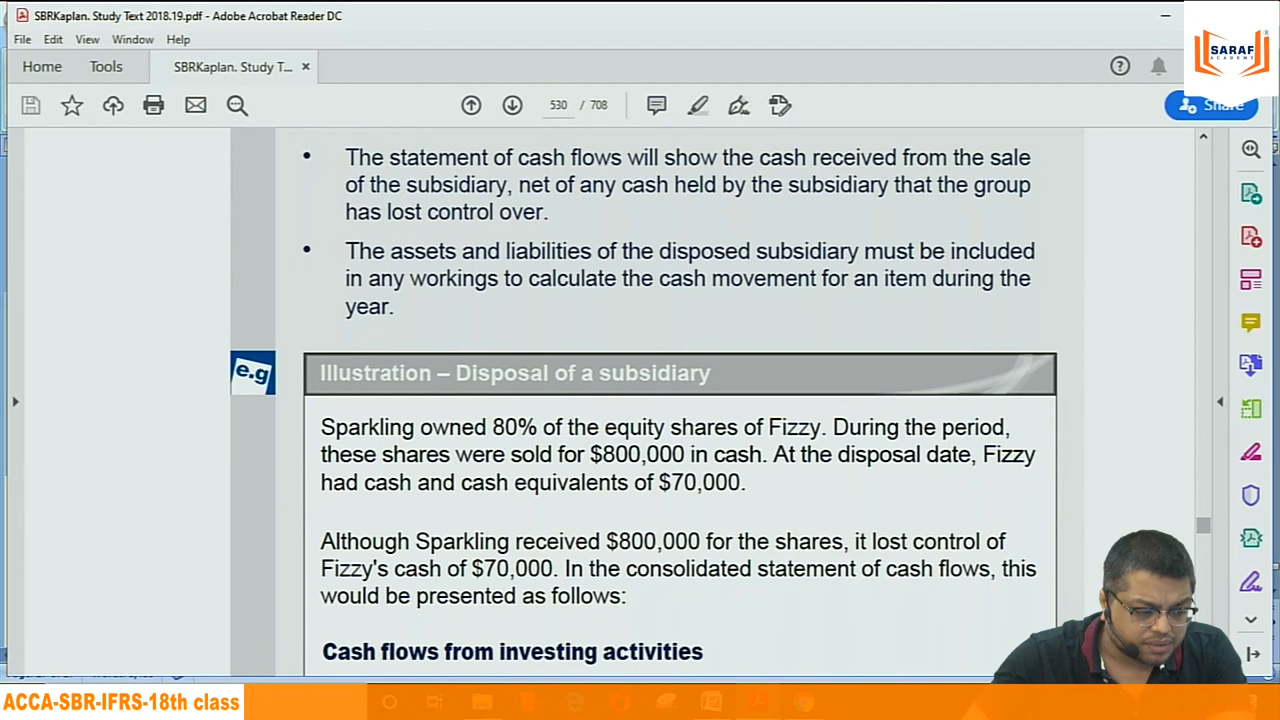 SBRKaplan. Study Text 2018.19.pdf - Adobe Acrobat Reader DC
File Edit View Window Help
Home Tools SBRKaplan. Study T... ×
530 / 708
Share
SARAF
ACADEMY
• The statement of cash flows will show the cash received from the sale
of the subsidiary, net of any cash held by the subsidiary that the group
has lost control over.
• The assets and liabilities of the disposed subsidiary must be included
in any workings to calculate the cash movement for an item during the
year.
e.g
Illustration – Disposal of a subsidiary
Sparkling owned 80% of the equity shares of Fizzy. During the period,
these shares were sold for $800,000 in cash. At the disposal date, Fizzy
had cash and cash equivalents of $70,000.
Although Sparkling received $800,000 for the shares, it lost control of
Fizzy's cash of $70,000. In the consolidated statement of cash flows, this
would be presented as follows:
Cash flows from investing activities
ACCA-SBR-IFRS-18th class